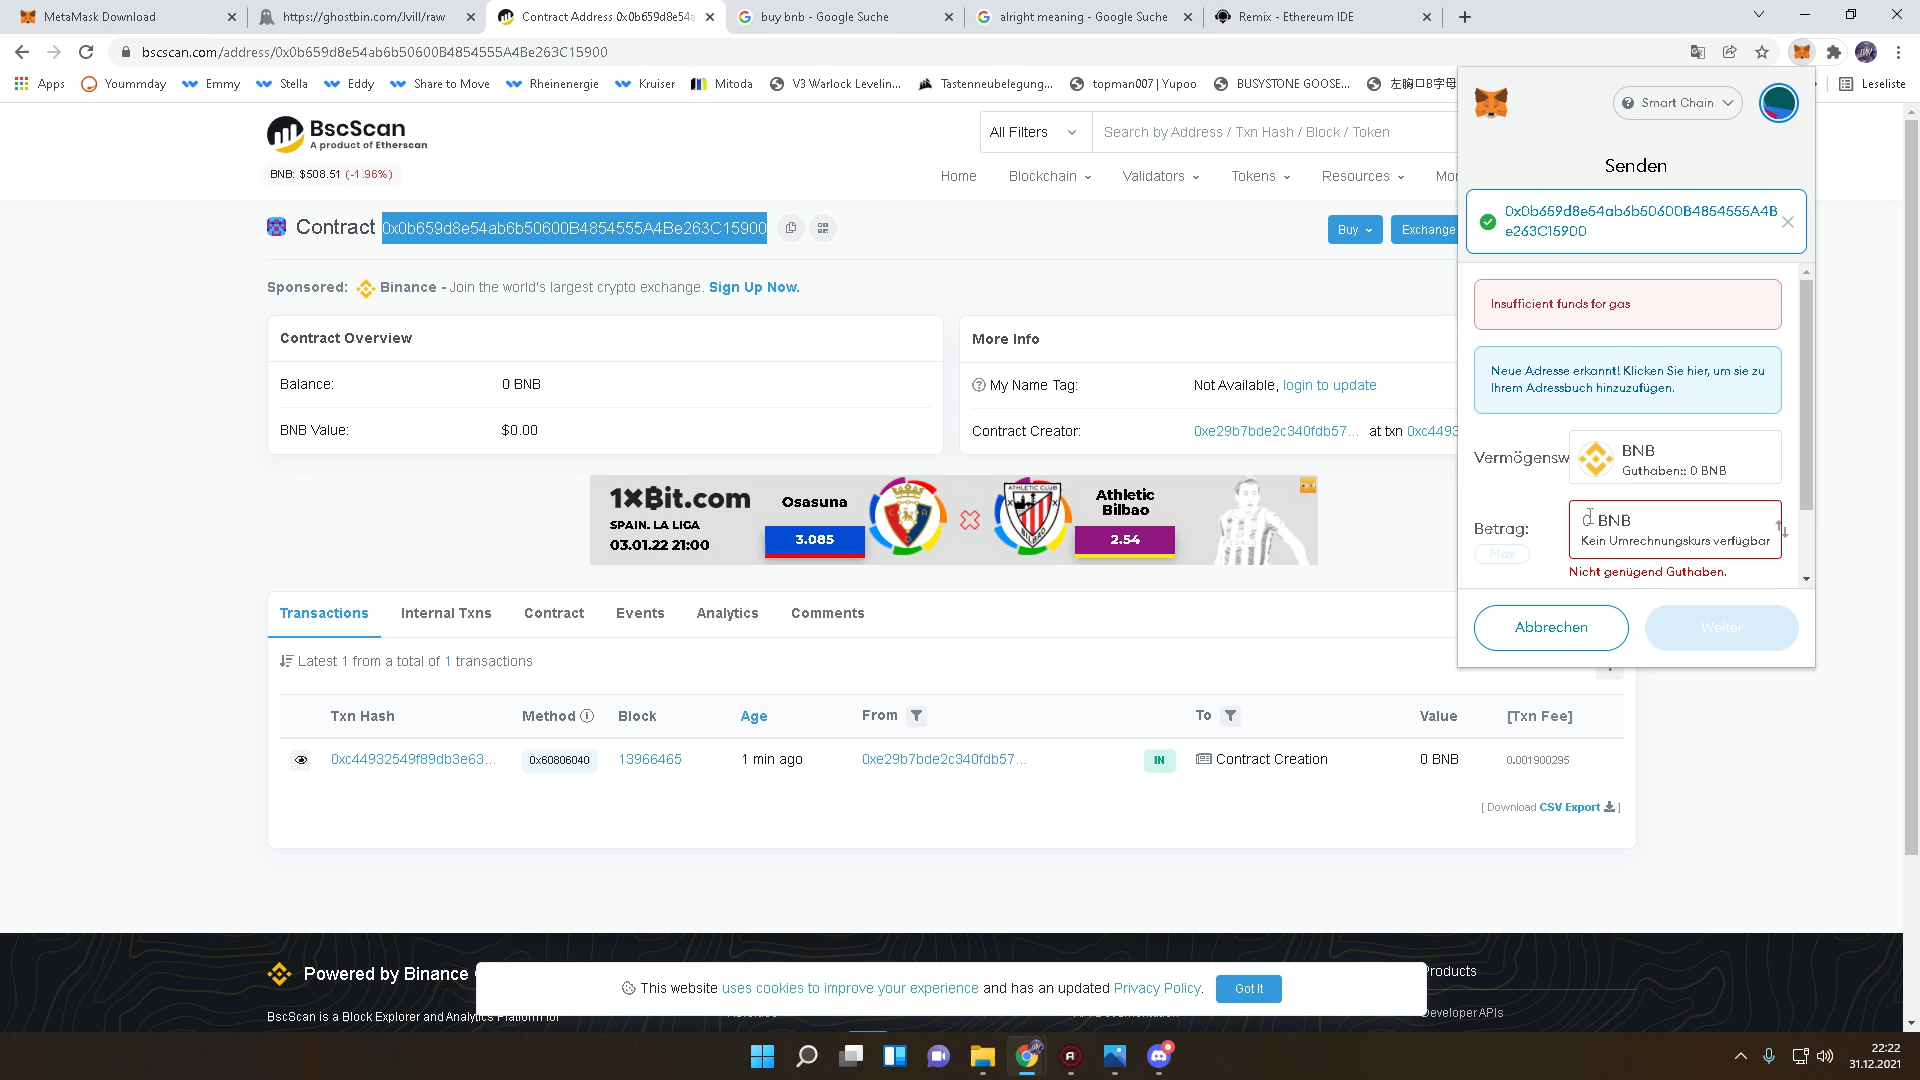 MetaMask Download
https://ghostbin.com/Jvill/raw
Contract Address 0x0b659d8e54a
buy bnb - Google Suche
alright meaning - Google Suche
Remix - Ethereum IDE
bscscan.com/address/0x0b659d8e54ab6b50600B4854555A4Be263C15900
Apps
Yoummday
Emmy
Stella
Eddy
Share to Move
Rheinenergie
Kruiser
Mitoda
V3 Warlock Levelin...
Tastenneubelegung...
topman007 | Yupoo
BUSYSTONE GOOSE...
左胸口B字母
Leseliste
BscScan
A product of Etherscan
All Filters
Search by Address / Txn Hash / Block / Token
BNB: $508.51 (-1.96%)
Home
Blockchain
Validators
Tokens
Resources
Mor
Contract 0x0b659d8e54ab6b50600B4854555A4Be263C15900
Buy
Exchange
Sponsored: Binance - Join the world's largest crypto exchange. Sign Up Now.
Contract Overview
Balance:
0 BNB
BNB Value:
$0.00
More Info
My Name Tag:
Not Available, login to update
Contract Creator:
0xe29b7bde2c340fdb57... at txn 0xc4493
1XBit.com
SPAIN. LA LIGA
03.01.22 21:00
Osasuna
3.085
ATHLETIC CLUB
Athletic
Bilbao
2.54
Transactions
Internal Txns
Contract
Events
Analytics
Comments
Latest 1 from a total of 1 transactions
Txn Hash
Method
Block
Age
From
To
Value
[Txn Fee]
0xc44932549f89db3e63...
0x60806040
13966465
1 min ago
0xe29b7bde2c340fdb57...
IN
Contract Creation
0 BNB
0.001900295
[ Download CSV Export ]
Smart Chain
Senden
0x0b659d8e54ab6b50600B4854555A4B
e263C15900
Insufficient funds for gas
Neue Adresse erkannt! Klicken Sie hier, um sie zu
Ihrem Adressbuch hinzuzufügen.
Vermögensw
BNB
Guthaben:: 0 BNB
Betrag:
Max
0 BNB
Kein Umrechnungskurs verfügbar
Nicht genügend Guthaben.
Abbrechen
Weiter
Powered by Binance
Products
This website uses cookies to improve your experience and has an updated Privacy Policy.
Got It
BscScan is a Block Explorer and Analytics Platform for
Developer APIs
22:22
31.12.2021